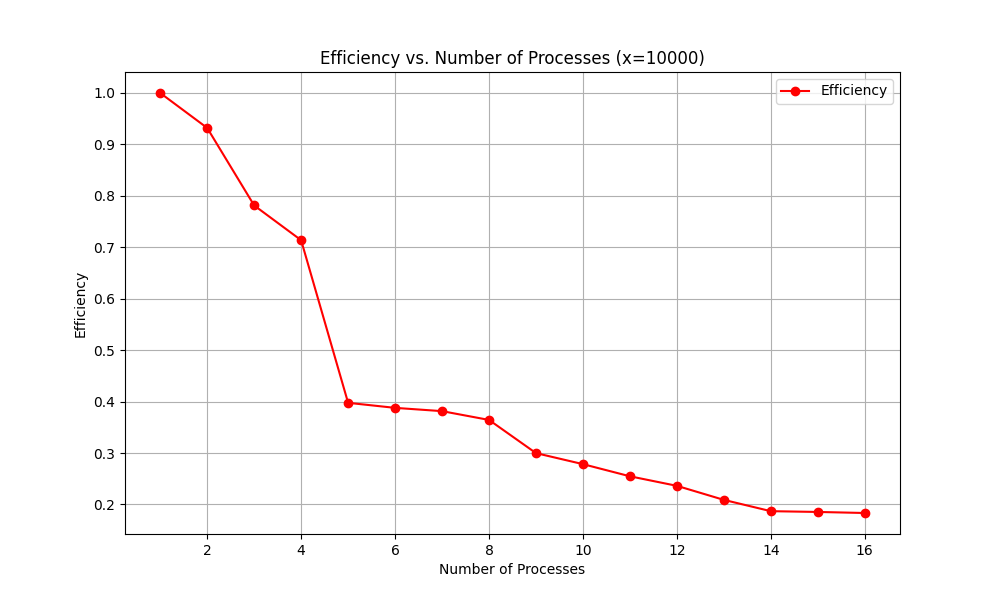 Efficiency vs. Number of Processes (x=10000)
Efficiency
1.0
0.9
0.8
0.7
0.6
0.5
0.4
0.3
0.2
Efficiency
2 4 6 8 10 12 14 16
Number of Processes